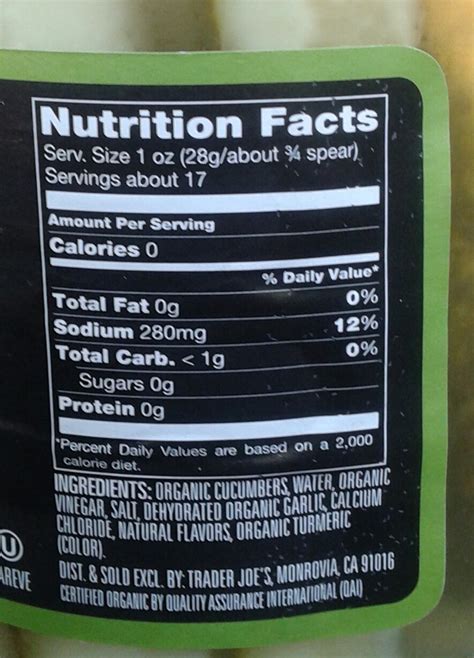 Nutrition Facts
Serv. Size 1 oz (28g/about ¾ spear)
Servings about 17
Amount Per Serving
Calories 0
% Daily Value*
Total Fat 0g 0%
Sodium 280mg 12%
Total Carb. < 1g 0%
Sugars 0g
Protein 0g
*Percent Daily Values are based on a 2,000
calorie diet.
INGREDIENTS: ORGANIC CUCUMBERS, WATER, ORGANIC
VINEGAR, SALT, DEHYDRATED ORGANIC GARLIC, CALCIUM
CHLORIDE, NATURAL FLAVORS, ORGANIC TURMERIC
(COLOR).
DIST. & SOLD EXCL. BY: TRADER JOE'S, MONROVIA, CA 91016
CERTIFIED ORGANIC BY QUALITY ASSURANCE INTERNATIONAL (QAI)
U
AREVE